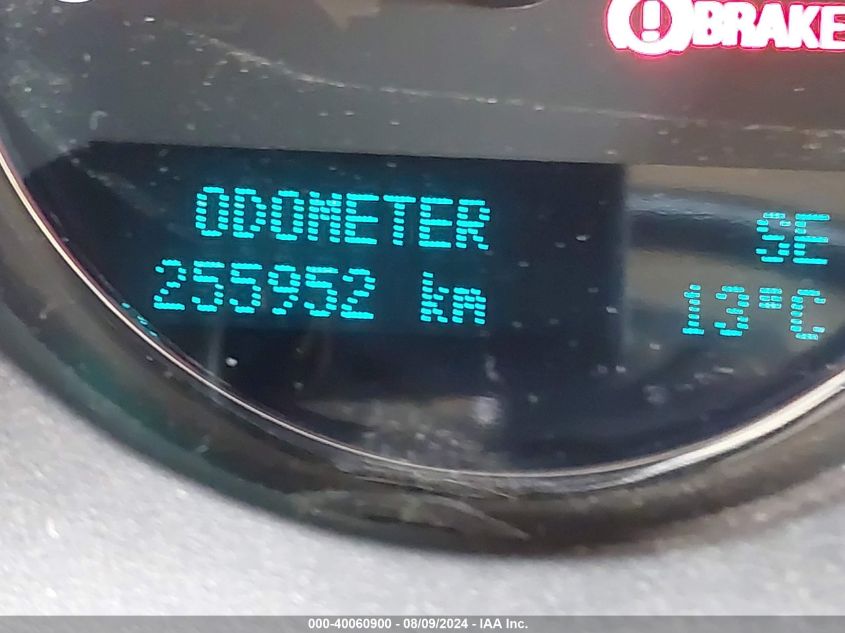 BRAKE
ODOMETER SE
255952 km 13°C
000-40060900 - 08/09/2024 - IAA Inc.